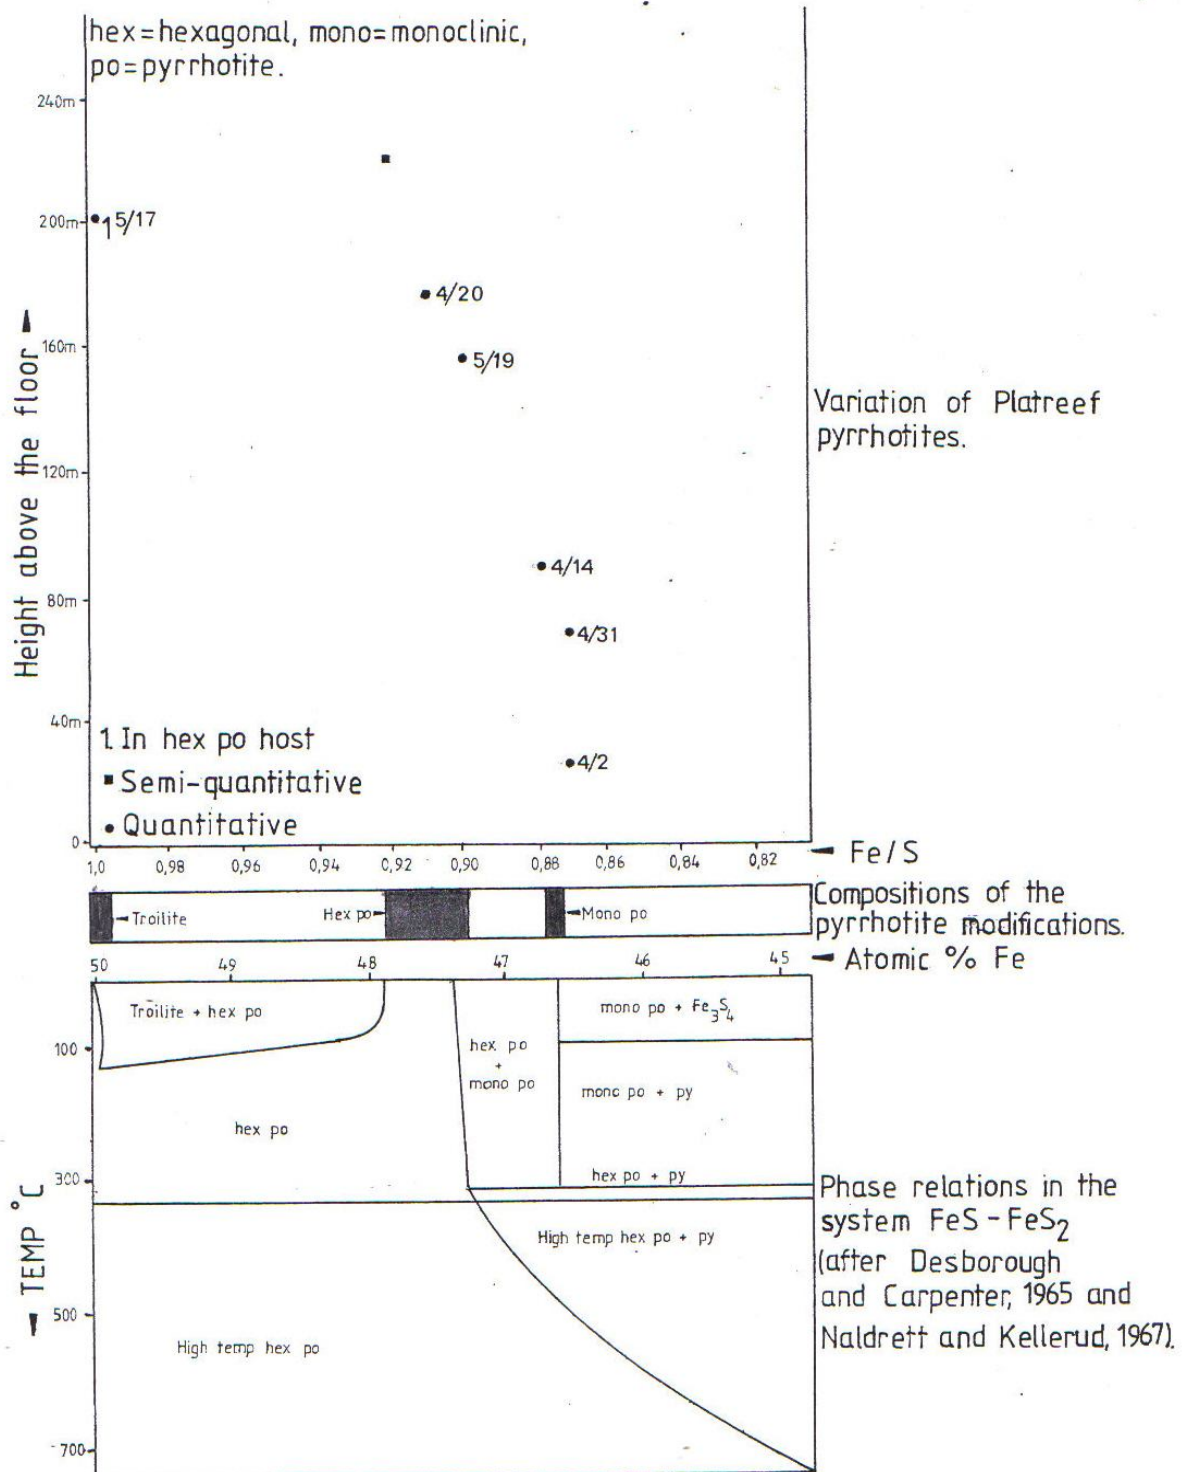 hex=hexagonal, mono=monoclinic,
po=pyrrhotite.
240m
200m
15/17
4/20
160m
5/19
Height above the floor
Variation of Platreef
pyrrhotites.
120m
4/14
80m
4/31
40m
1. In hex po host
4/2
Semi-quantitative
Quantitative
0
1,0 0,98 0,96 0,94 0,92 0,90 0,88 0,86 0,84 0,82
Fe/S
Troilite
Hex po
Mono po
Compositions of the
pyrrhotite modifications.
50 49 48 47 46 45
Atomic % Fe
Troilite + hex po
mono po + Fe3S4
100
hex po
+
mono po
mono po + py
hex po
300
hex po + py
TEMP °C
Phase relations in the
system FeS-FeS2
(after Desborough
and Carpenter, 1965 and
Naldrett and Kellerud, 1967).
High temp hex po + py
500
High temp hex po
700